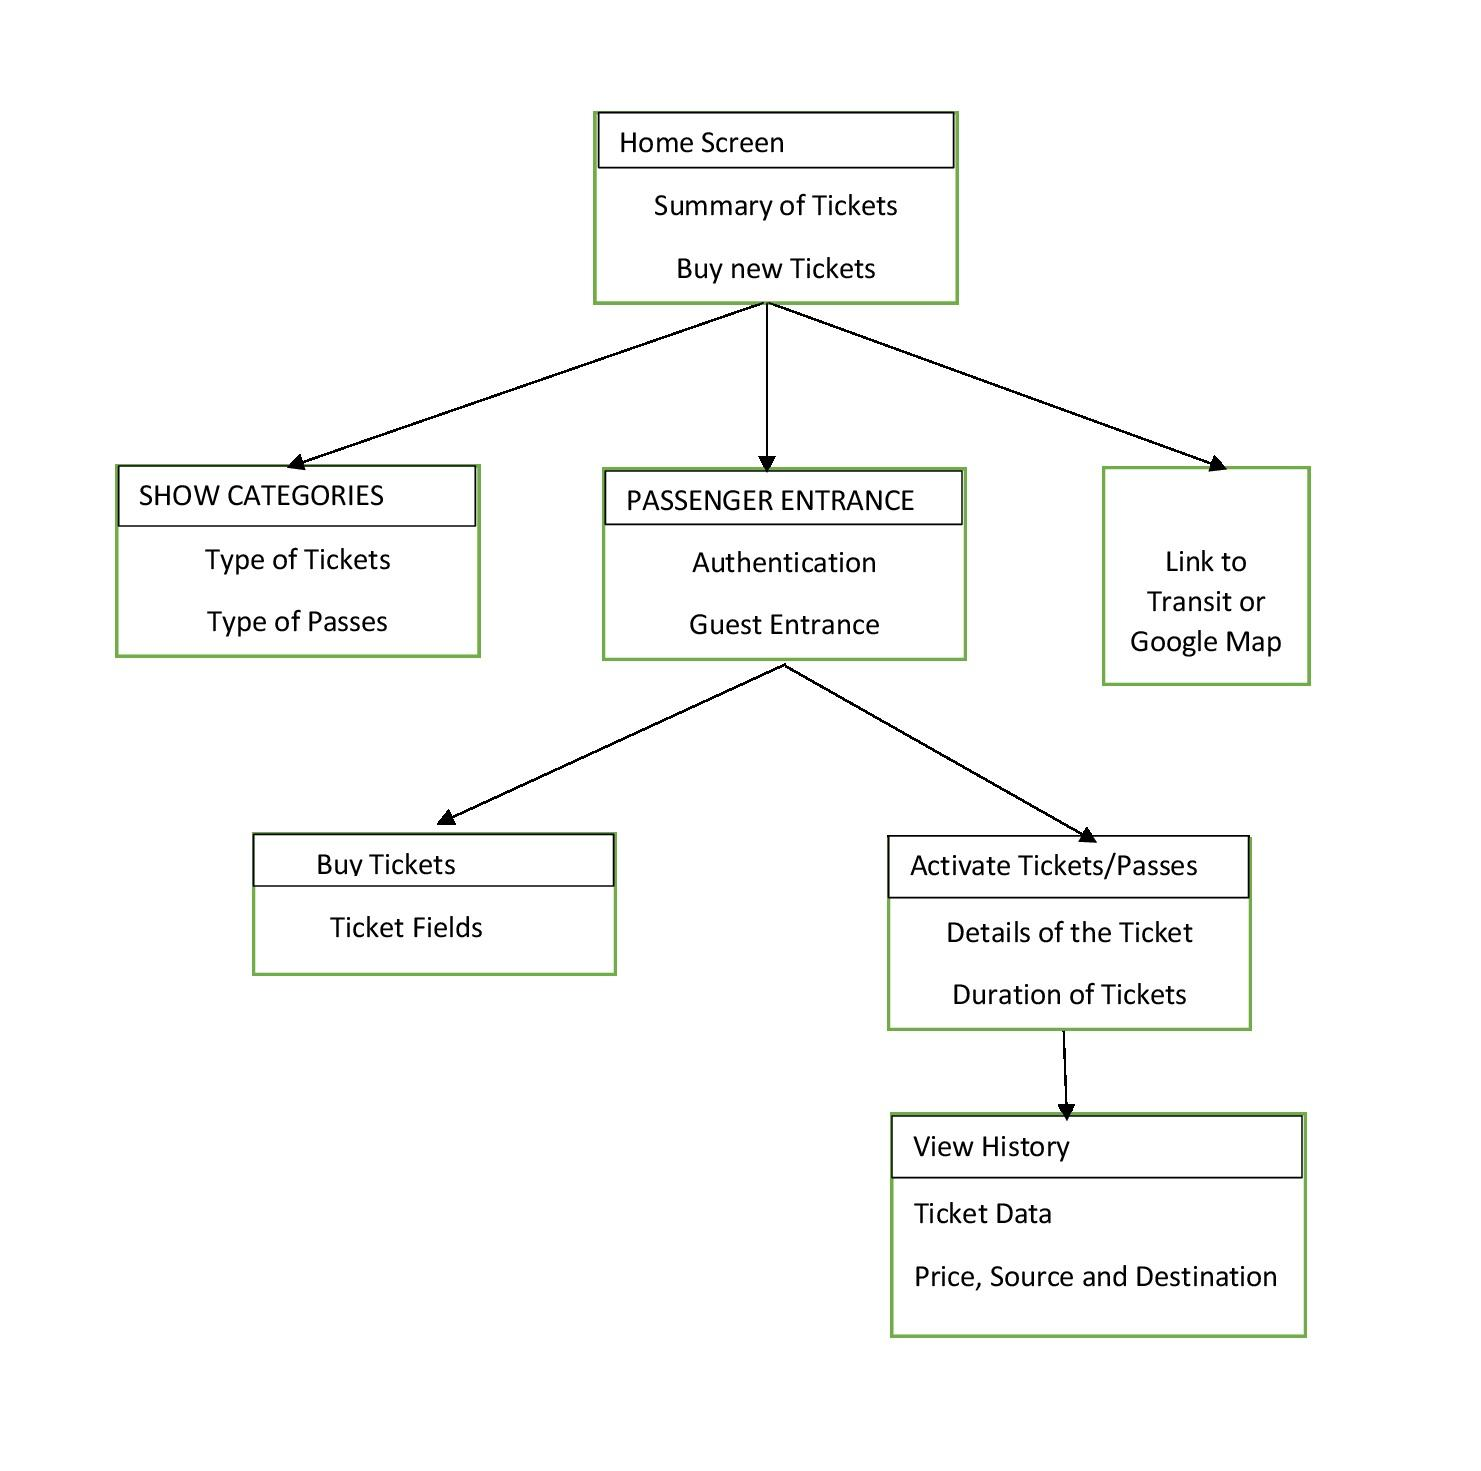 Home Screen
Summary of Tickets
Buy new Tickets
SHOW CATEGORIES
Type of Tickets
Type of Passes
PASSENGER ENTRANCE
Authentication
Guest Entrance
Link to
Transit or
Google Map
Buy Tickets
Ticket Fields
Activate Tickets/Passes
Details of the Ticket
Duration of Tickets
View History
Ticket Data
Price, Source and Destination